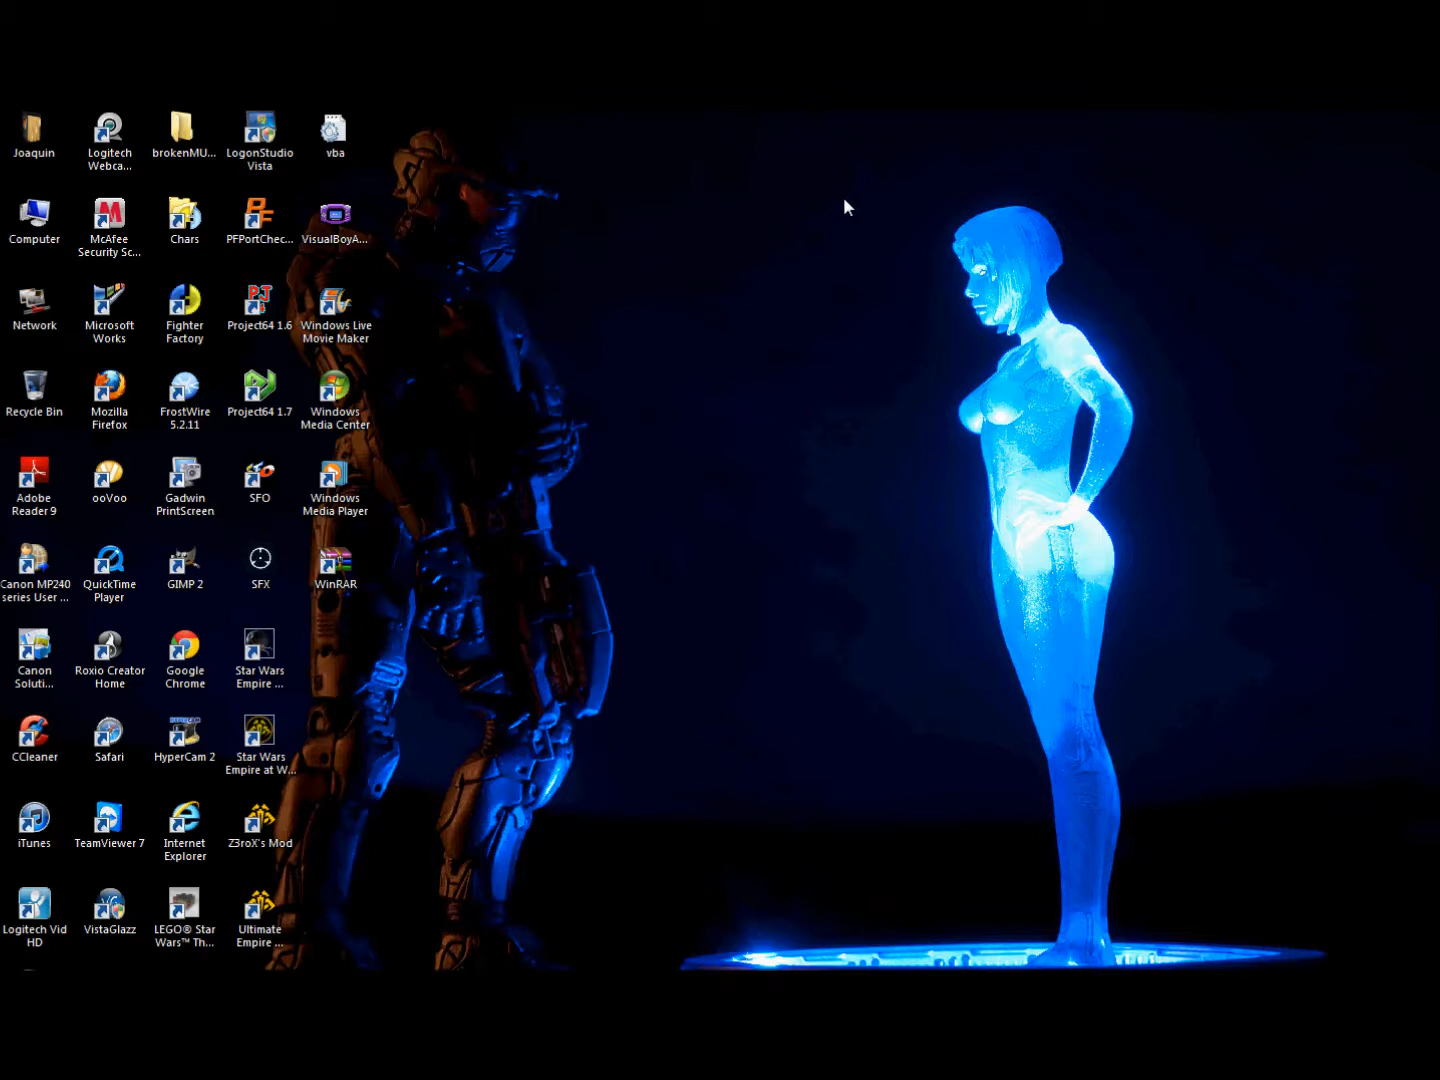 Joaquin
Logitech
Webca...
brokenMU...
LogonStudio
Vista
vba
Computer
McAfee
Security Sc...
Chars
PFPortChec...
VisualBoyA...
Network
Microsoft
Works
Fighter
Factory
Project64 1.6
Windows Live
Movie Maker
Recycle Bin
Mozilla
Firefox
FrostWire
5.2.11
Project64 1.7
Windows
Media Center
Adobe
Reader 9
ooVoo
Gadwin
PrintScreen
SFO
Windows
Media Player
Canon MP240
series User ...
QuickTime
Player
GIMP 2
SFX
WinRAR
Canon
Soluti...
Roxio Creator
Home
Google
Chrome
Star Wars
Empire ...
CCleaner
Safari
HyperCam 2
Star Wars
Empire at W...
iTunes
TeamViewer 7
Internet
Explorer
Z3roX's Mod
Logitech Vid
HD
VistaGlazz
LEGO® Star
Wars™ Th...
Ultimate
Empire ...